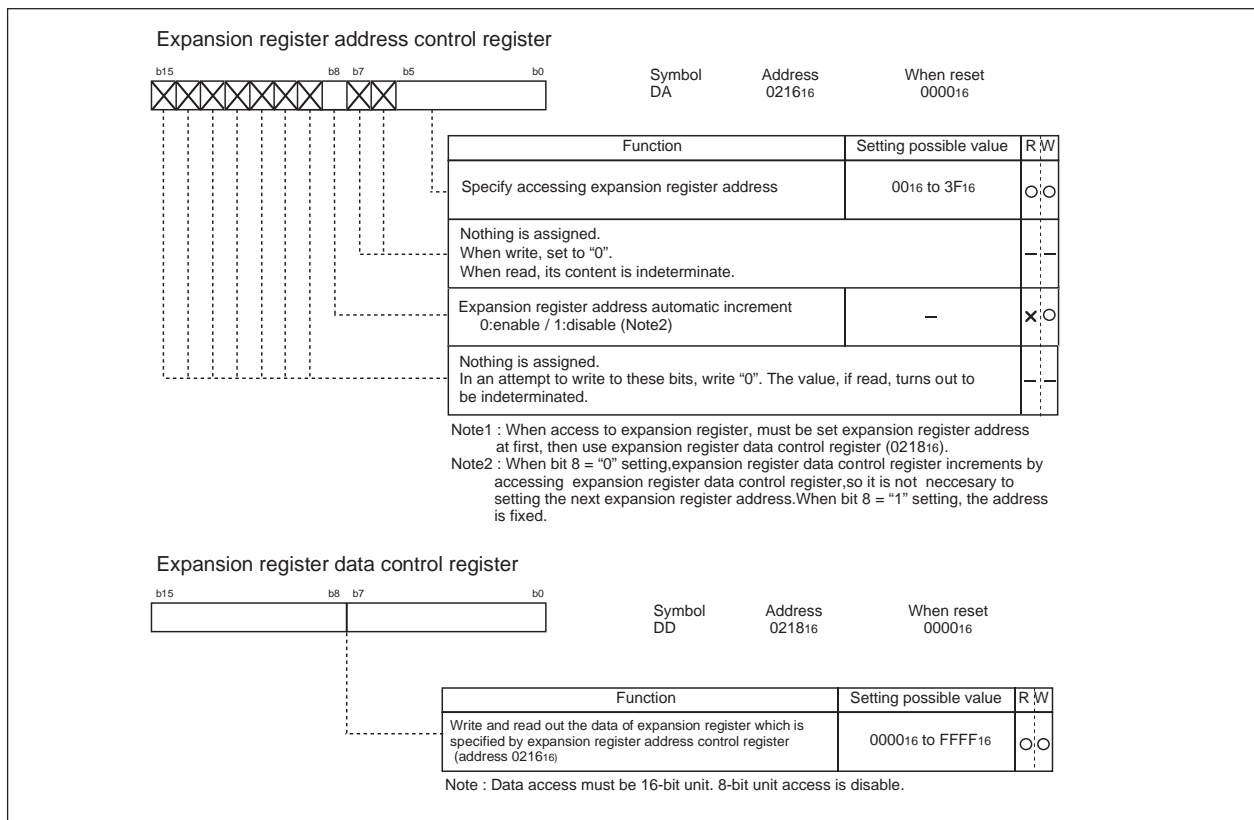 Expansion register address control register
b15 b8 b7 b5 b0
Symbol Address When reset
DA 021616 000016
Function Setting possible value R W
Specify accessing expansion register address 0016 to 3F16
Nothing is assigned.
When write, set to “0”.
When read, its content is indeterminate.
Expansion register address automatic increment
0:enable / 1:disable (Note2)
Nothing is assigned.
In an attempt to write to these bits, write “0”. The value, if read, turns out to
be indeterminated.
Note1 : When access to expansion register, must be set expansion register address
at first, then use expansion register data control register (021816).
Note2 : When bit 8 = “0” setting,expansion register data control register increments by
accessing expansion register data control register,so it is not neccesary to
setting the next expansion register address.When bit 8 = “1” setting, the address
is fixed.
Expansion register data control register
b15 b8 b7 b0
Symbol Address When reset
DD 021816 000016
Function Setting possible value R W
Write and read out the data of expansion register which is
specified by expansion register address control register
(address 021616)
000016 to FFFF16
Note : Data access must be 16-bit unit. 8-bit unit access is disable.